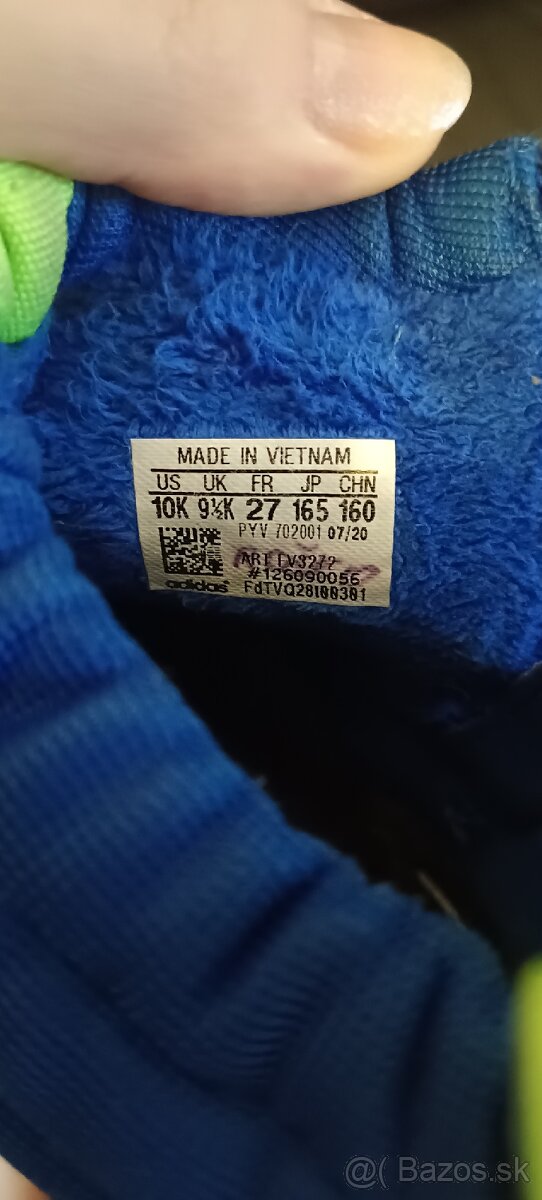 MADE IN VIETNAM
US UK FR JP CHN
10K 9½K 27 165 160
PYV 702001 07/20
ART FV3272
#126090056
adidas FdTVQ28100301
@( Bazos.sk